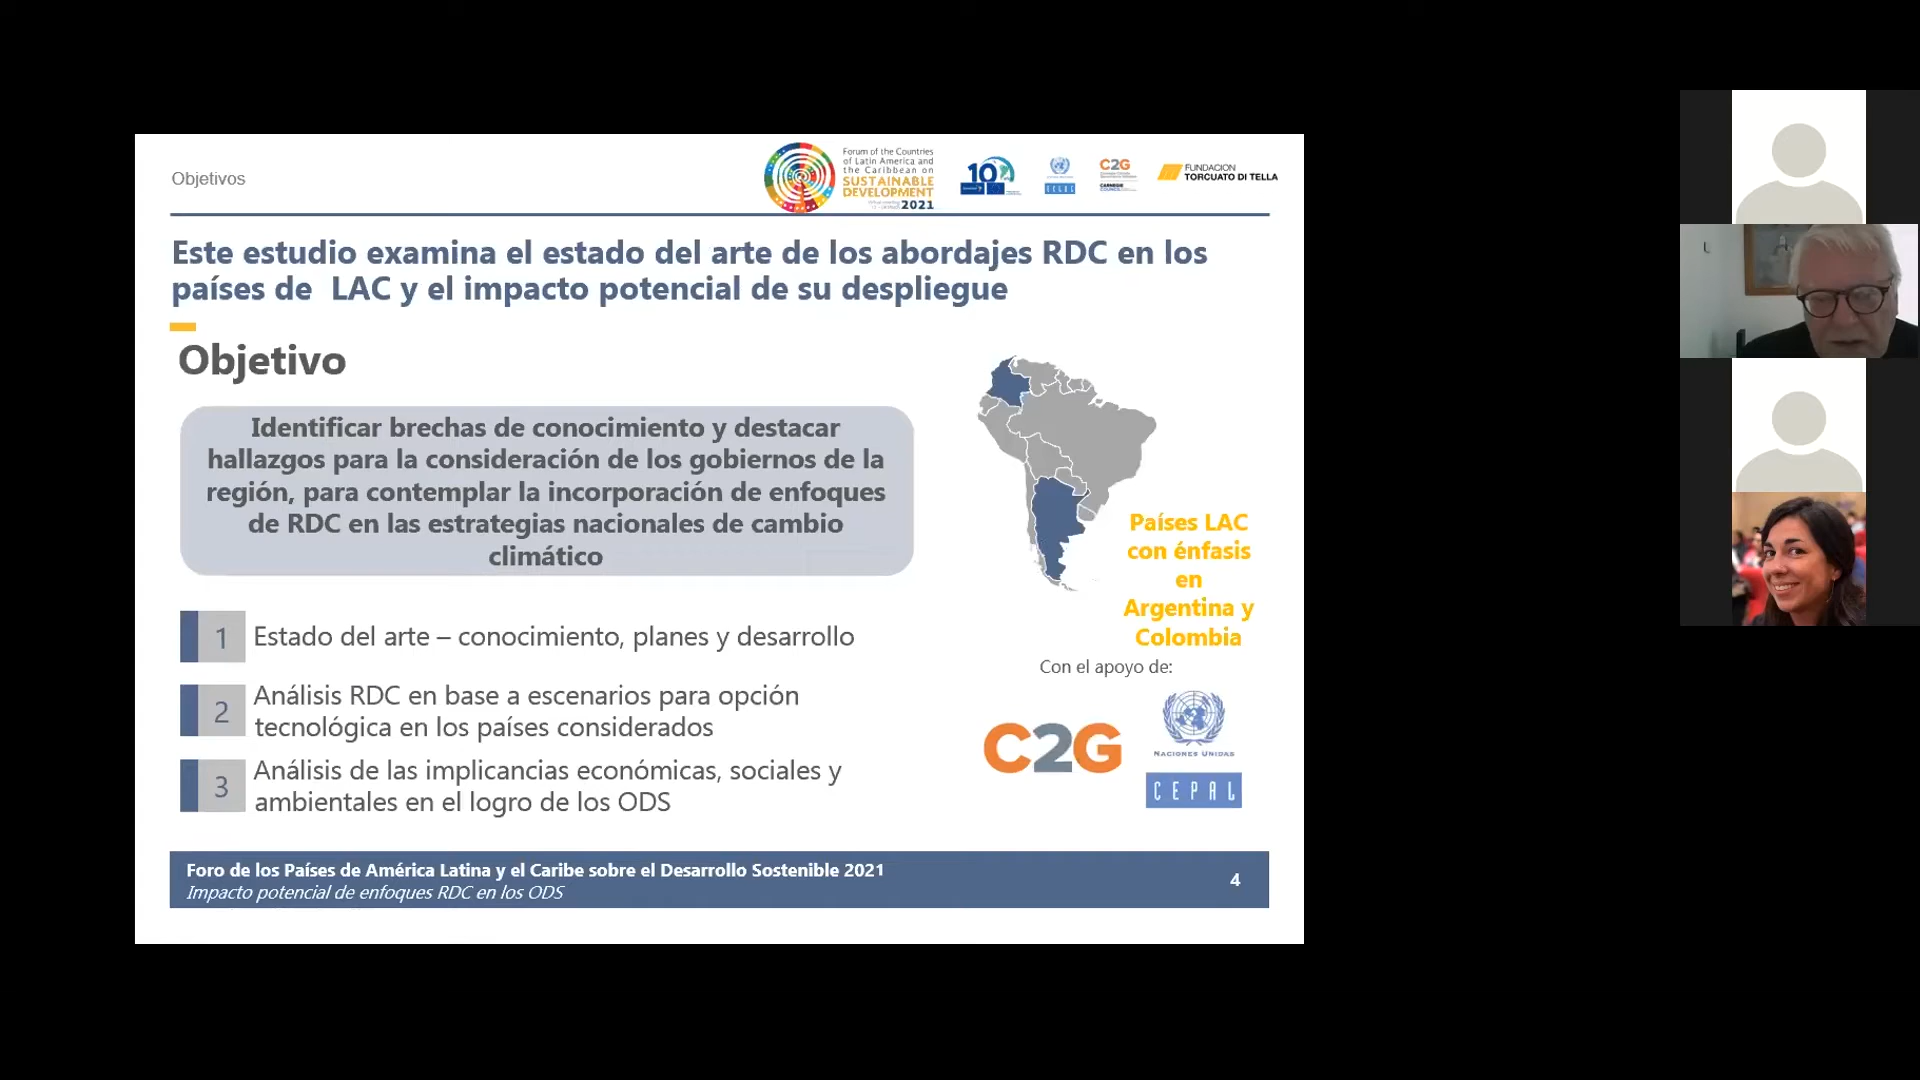 Objetivos
Forum of the Countries
of Latin America and
the Caribbean on
SUSTAINABLE
DEVELOPMENT
2021
10
C2G
CARNEGIE
COUNCIL
FUNDACION
TORCUATO DI TELLA
Este estudio examina el estado del arte de los abordajes RDC en los
países de LAC y el impacto potencial de su despliegue
Objetivo
Identificar brechas de conocimiento y destacar
hallazgos para la consideración de los gobiernos de la
región, para contemplar la incorporación de enfoques
de RDC en las estrategias nacionales de cambio
climático
Países LAC
con énfasis
en
Argentina y
Colombia
1 Estado del arte – conocimiento, planes y desarrollo
2 Análisis RDC en base a escenarios para opción
tecnológica en los países considerados
3 Análisis de las implicancias económicas, sociales y
ambientales en el logro de los ODS
Con el apoyo de:
C2G
NACIONES UNIDAS
CEPAL
Foro de los Países de América Latina y el Caribe sobre el Desarrollo Sostenible 2021
Impacto potencial de enfoques RDC en los ODS
4